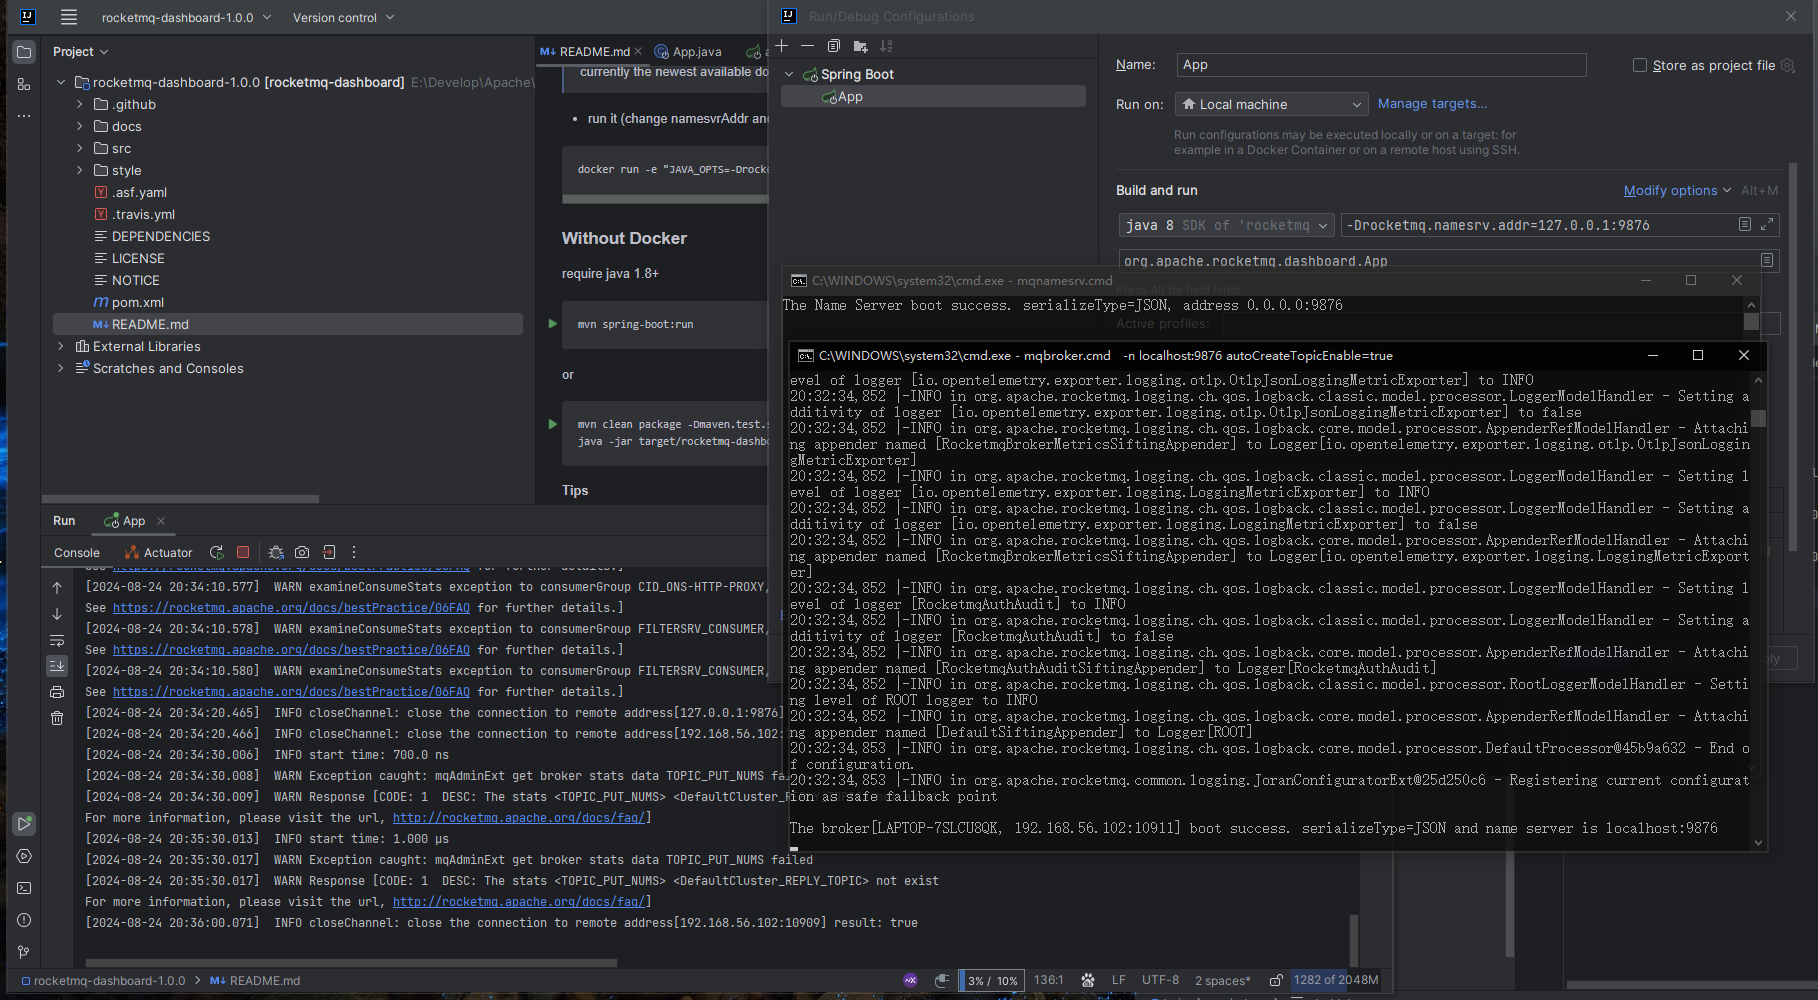 rocketmq-dashboard-1.0.0
Version control
Run/Debug Configurations
Project
README.md
App.java
rocketmq-dashboard-1.0.0 [rocketmq-dashboard] E:\Develop\Apache\
.github
docs
src
style
.asf.yaml
.travis.yml
DEPENDENCIES
LICENSE
NOTICE
pom.xml
README.md
External Libraries
Scratches and Consoles
currently the newest available do
run it (change namesvrAddr an
docker run -e "JAVA_OPTS=-Drocke
Without Docker
require java 1.8+
mvn spring-boot:run
or
mvn clean package -Dmaven.test.s
java -jar target/rocketmq-dashbo
Tips
Spring Boot
App
Name:
App
Store as project file
Run on:
Local machine
Manage targets...
Run configurations may be executed locally or on a target: for
example in a Docker Container or on a remote host using SSH.
Build and run
Modify options
Alt+M
java 8 SDK of 'rocketmq
-Drocketmq.namesrv.addr=127.0.0.1:9876
org.apache.rocketmq.dashboard.App
Press Alt for field hints
Active profiles:
C:\WINDOWS\system32\cmd.exe - mqnamesrv.cmd
The Name Server boot success. serializeType=JSON, address 0.0.0.0:9876
C:\WINDOWS\system32\cmd.exe - mqbroker.cmd -n localhost:9876 autoCreateTopicEnable=true
evel of logger [io.opentelemetry.exporter.logging.otlp.OtlpJsonLoggingMetricExporter] to INFO
20:32:34,852 |-INFO in org.apache.rocketmq.logging.ch.qos.logback.classic.model.processor.LoggerModelHandler - Setting a
dditivity of logger [io.opentelemetry.exporter.logging.otlp.OtlpJsonLoggingMetricExporter] to false
20:32:34,852 |-INFO in org.apache.rocketmq.logging.ch.qos.logback.core.model.processor.AppenderRefModelHandler - Attachi
ng appender named [RocketmqBrokerMetricsSiftingAppender] to Logger[io.opentelemetry.exporter.logging.otlp.OtlpJsonLoggin
gMetricExporter]
20:32:34,852 |-INFO in org.apache.rocketmq.logging.ch.qos.logback.classic.model.processor.LoggerModelHandler - Setting l
evel of logger [io.opentelemetry.exporter.logging.LoggingMetricExporter] to INFO
20:32:34,852 |-INFO in org.apache.rocketmq.logging.ch.qos.logback.classic.model.processor.LoggerModelHandler - Setting a
dditivity of logger [io.opentelemetry.exporter.logging.LoggingMetricExporter] to false
20:32:34,852 |-INFO in org.apache.rocketmq.logging.ch.qos.logback.core.model.processor.AppenderRefModelHandler - Attachi
ng appender named [RocketmqBrokerMetricsSiftingAppender] to Logger[io.opentelemetry.exporter.logging.LoggingMetricExport
er]
20:32:34,852 |-INFO in org.apache.rocketmq.logging.ch.qos.logback.classic.model.processor.LoggerModelHandler - Setting l
evel of logger [RocketmqAuthAudit] to INFO
20:32:34,852 |-INFO in org.apache.rocketmq.logging.ch.qos.logback.classic.model.processor.LoggerModelHandler - Setting a
dditivity of logger [RocketmqAuthAudit] to false
20:32:34,852 |-INFO in org.apache.rocketmq.logging.ch.qos.logback.core.model.processor.AppenderRefModelHandler - Attachi
ng appender named [RocketmqAuthAuditSiftingAppender] to Logger[RocketmqAuthAudit]
20:32:34,852 |-INFO in org.apache.rocketmq.logging.ch.qos.logback.classic.model.processor.RootLoggerModelHandler - Setti
ng level of ROOT logger to INFO
20:32:34,852 |-INFO in org.apache.rocketmq.logging.ch.qos.logback.core.model.processor.AppenderRefModelHandler - Attachi
ng appender named [DefaultSiftingAppender] to Logger[ROOT]
20:32:34,853 |-INFO in org.apache.rocketmq.logging.ch.qos.logback.core.model.processor.DefaultProcessor@45b9a632 - End o
f configuration.
20:32:34,853 |-INFO in org.apache.rocketmq.common.logging.JoranConfiguratorExt@25d250c6 - Registering current configurat
ion as safe fallback point
The broker[LAPTOP-7SLCU8QK, 192.168.56.102:10911] boot success. serializeType=JSON and name server is localhost:9876
Run
App
Console
Actuator
See https://rocketmq.apache.org/docs/bestPractice/06FAQ for further details.]
[2024-08-24 20:34:10.577] WARN examineConsumeStats exception to consumerGroup CID_ONS-HTTP-PROXY,
See https://rocketmq.apache.org/docs/bestPractice/06FAQ for further details.]
[2024-08-24 20:34:10.578] WARN examineConsumeStats exception to consumerGroup FILTERSRV_CONSUMER,
See https://rocketmq.apache.org/docs/bestPractice/06FAQ for further details.]
[2024-08-24 20:34:10.580] WARN examineConsumeStats exception to consumerGroup FILTERSRV_CONSUMER,
See https://rocketmq.apache.org/docs/bestPractice/06FAQ for further details.]
[2024-08-24 20:34:20.465] INFO closeChannel: close the connection to remote address[127.0.0.1:9876]
[2024-08-24 20:34:20.466] INFO closeChannel: close the connection to remote address[192.168.56.102:
[2024-08-24 20:34:30.006] INFO start time: 700.0 ns
[2024-08-24 20:34:30.008] WARN Exception caught: mqAdminExt get broker stats data TOPIC_PUT_NUMS fai
[2024-08-24 20:34:30.009] WARN Response [CODE: 1 DESC: The stats <TOPIC_PUT_NUMS> <DefaultCluster_
For more information, please visit the url, http://rocketmq.apache.org/docs/faq/]
[2024-08-24 20:35:30.013] INFO start time: 1.000 μs
[2024-08-24 20:35:30.017] WARN Exception caught: mqAdminExt get broker stats data TOPIC_PUT_NUMS failed
[2024-08-24 20:35:30.017] WARN Response [CODE: 1 DESC: The stats <TOPIC_PUT_NUMS> <DefaultCluster_REPLY_TOPIC> not exist
For more information, please visit the url, http://rocketmq.apache.org/docs/faq/]
[2024-08-24 20:36:00.071] INFO closeChannel: close the connection to remote address[192.168.56.102:10909] result: true
rocketmq-dashboard-1.0.0
README.md
3% / 10%
136:1
LF
UTF-8
2 spaces*
1282 of 2048M